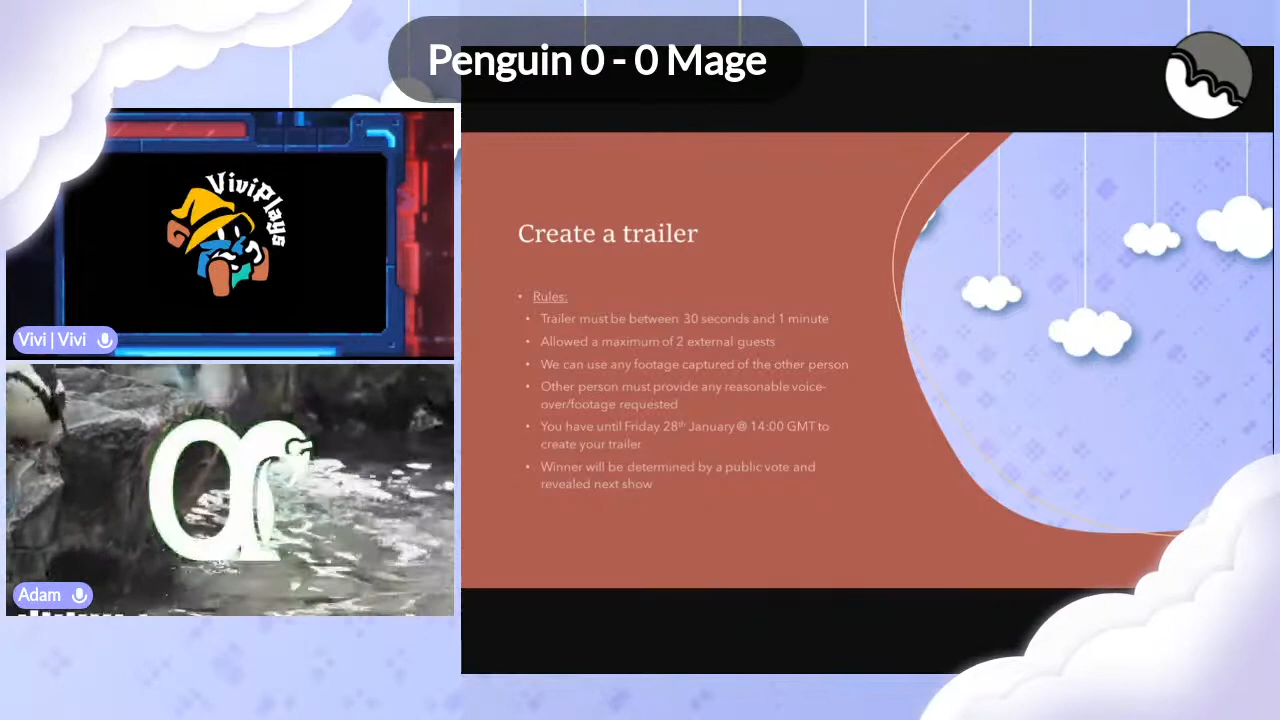 Penguin 0 - 0 Mage
ViviPlays
Vivi | Vivi
Adam
Create a trailer
• Rules:
• Trailer must be between 30 seconds and 1 minute
• Allowed a maximum of 2 external guests
• We can use any footage captured of the other person
• Other person must provide any reasonable voice-
over/footage requested
• You have until Friday 28th January @ 14:00 GMT to
create your trailer
• Winner will be determined by a public vote and
revealed next show